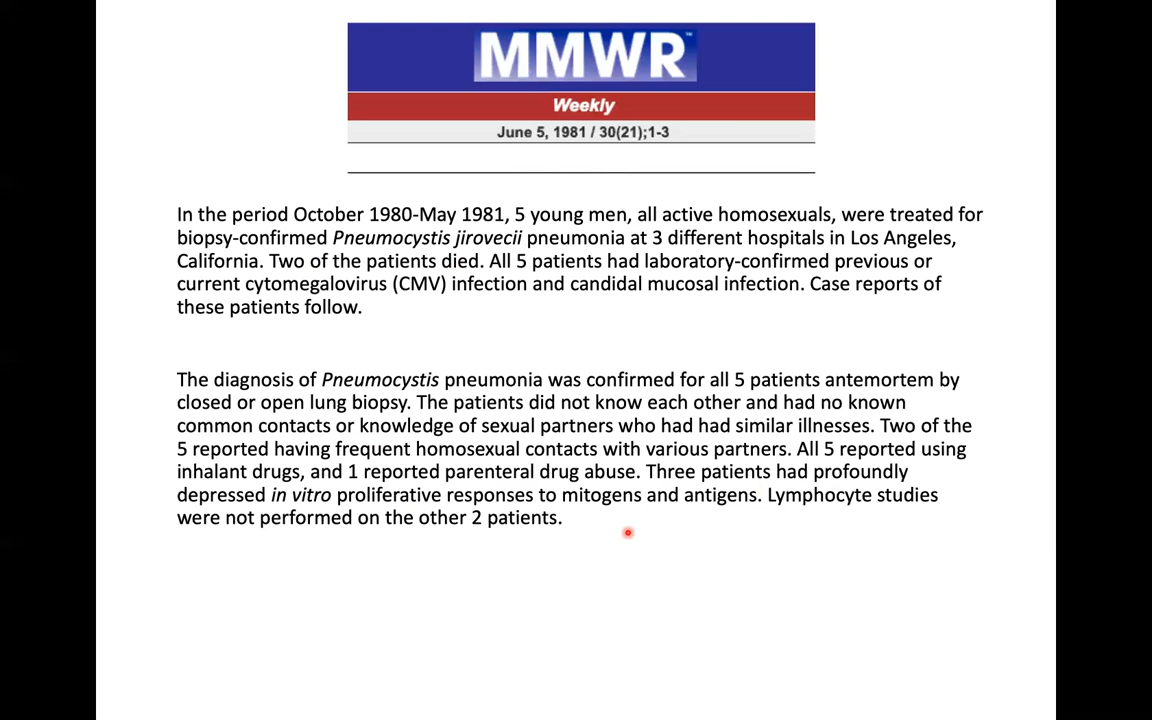 MMWR™
Weekly
June 5, 1981 / 30(21);1-3
In the period October 1980-May 1981, 5 young men, all active homosexuals, were treated for
biopsy-confirmed Pneumocystis jirovecii pneumonia at 3 different hospitals in Los Angeles,
California. Two of the patients died. All 5 patients had laboratory-confirmed previous or
current cytomegalovirus (CMV) infection and candidal mucosal infection. Case reports of
these patients follow.
The diagnosis of Pneumocystis pneumonia was confirmed for all 5 patients antemortem by
closed or open lung biopsy. The patients did not know each other and had no known
common contacts or knowledge of sexual partners who had had similar illnesses. Two of the
5 reported having frequent homosexual contacts with various partners. All 5 reported using
inhalant drugs, and 1 reported parenteral drug abuse. Three patients had profoundly
depressed in vitro proliferative responses to mitogens and antigens. Lymphocyte studies
were not performed on the other 2 patients.